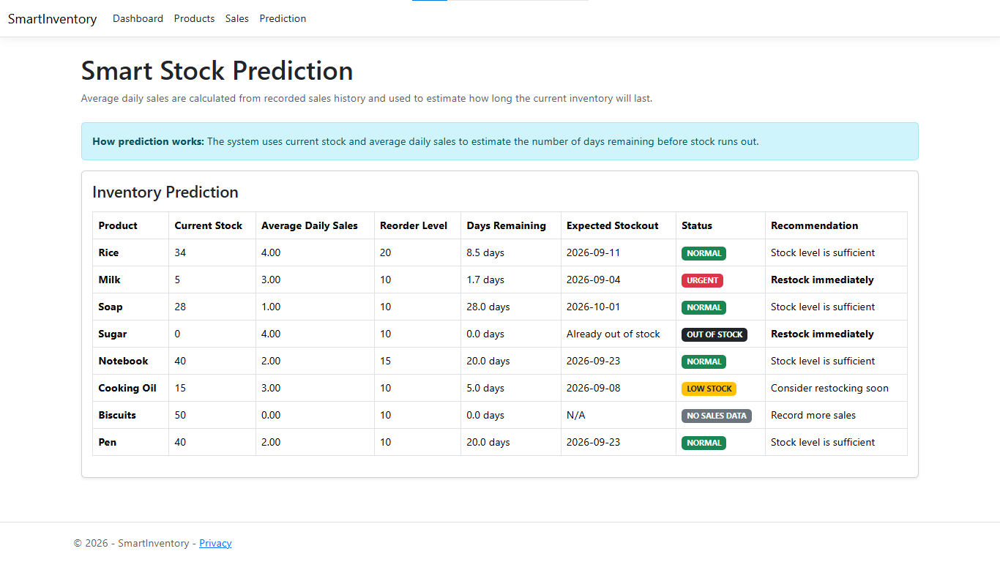 SmartInventory Dashboard Products Sales Prediction
Smart Stock Prediction
Average daily sales are calculated from recorded sales history and used to estimate how long the current inventory will last.
How prediction works: The system uses current stock and average daily sales to estimate the number of days remaining before stock runs out.
Inventory Prediction
Product Current Stock Average Daily Sales Reorder Level Days Remaining Expected Stockout Status Recommendation
Rice 34 4.00 20 8.5 days 2026-09-11 NORMAL Stock level is sufficient
Milk 5 3.00 10 1.7 days 2026-09-04 URGENT Restock immediately
Soap 28 1.00 10 28.0 days 2026-10-01 NORMAL Stock level is sufficient
Sugar 0 4.00 10 0.0 days Already out of stock OUT OF STOCK Restock immediately
Notebook 40 2.00 15 20.0 days 2026-09-23 NORMAL Stock level is sufficient
Cooking Oil 15 3.00 10 5.0 days 2026-09-08 LOW STOCK Consider restocking soon
Biscuits 50 0.00 10 0.0 days N/A NO SALES DATA Record more sales
Pen 40 2.00 10 20.0 days 2026-09-23 NORMAL Stock level is sufficient
© 2026 - SmartInventory - Privacy